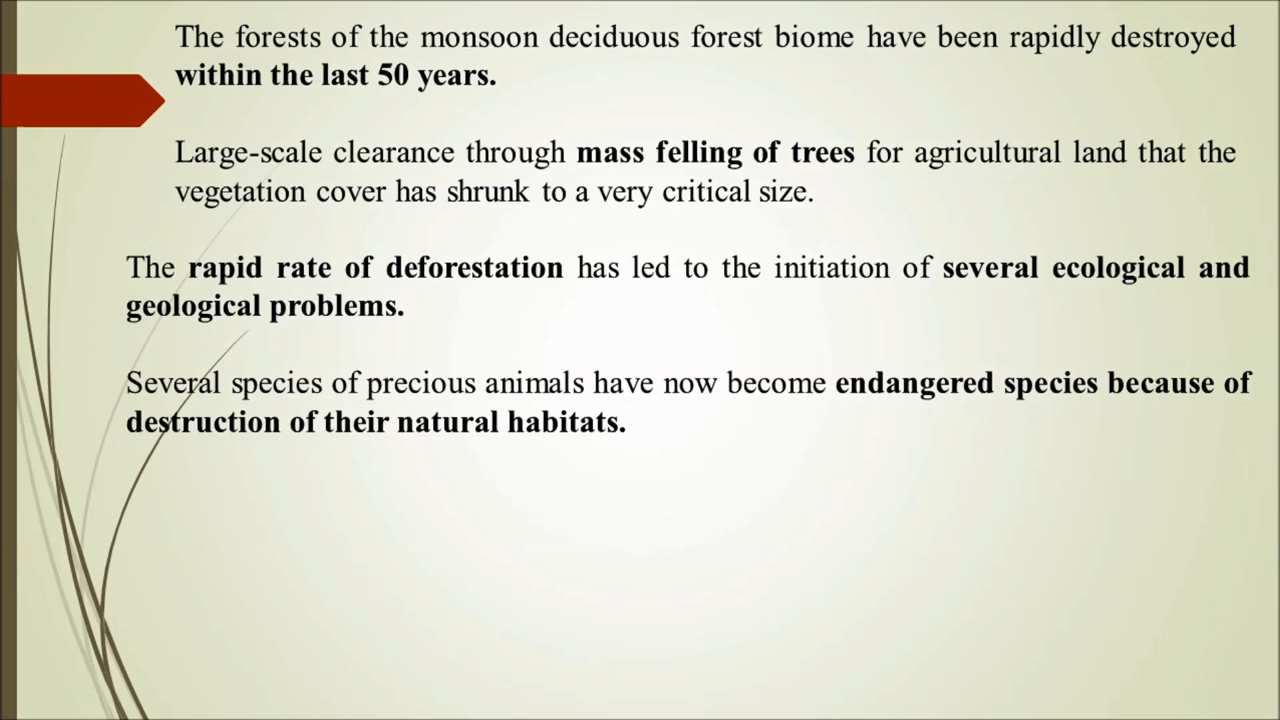 The forests of the monsoon deciduous forest biome have been rapidly destroyed
within the last 50 years.
Large-scale clearance through mass felling of trees for agricultural land that the
vegetation cover has shrunk to a very critical size.
The rapid rate of deforestation has led to the initiation of several ecological and
geological problems.
Several species of precious animals have now become endangered species because of
destruction of their natural habitats.